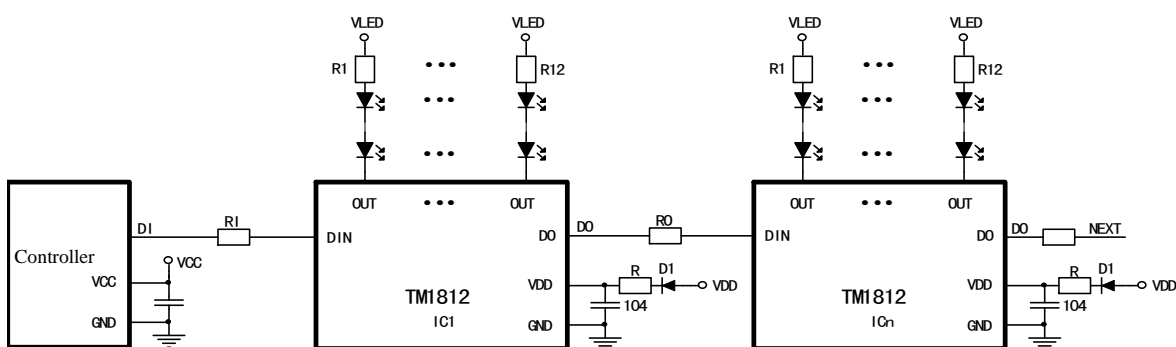 VLED VLED VLED VLED
R1 R12 R1 R12
OUT OUT OUT OUT
DI RI DIN DO DO RO DIN DO DO NEXT
Controller
VCC VCC VDD R D1 VDD VDD R D1 VDD
TM1812 104 TM1812 104
GND IC1 GND ICn GND